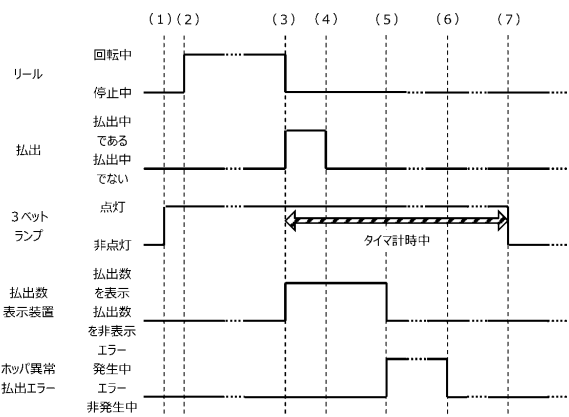 (1) (2) (3) (4) (5) (6) (7)
リール
回転中
停止中
払出
払出中
である
払出中
でない
3ベット
ランプ
点灯
非点灯
タイマ計時中
払出数
表示装置
払出数
を表示
払出数
を非表示
ホッパ異常
払出エラー
エラー
発生中
エラー
非発生中